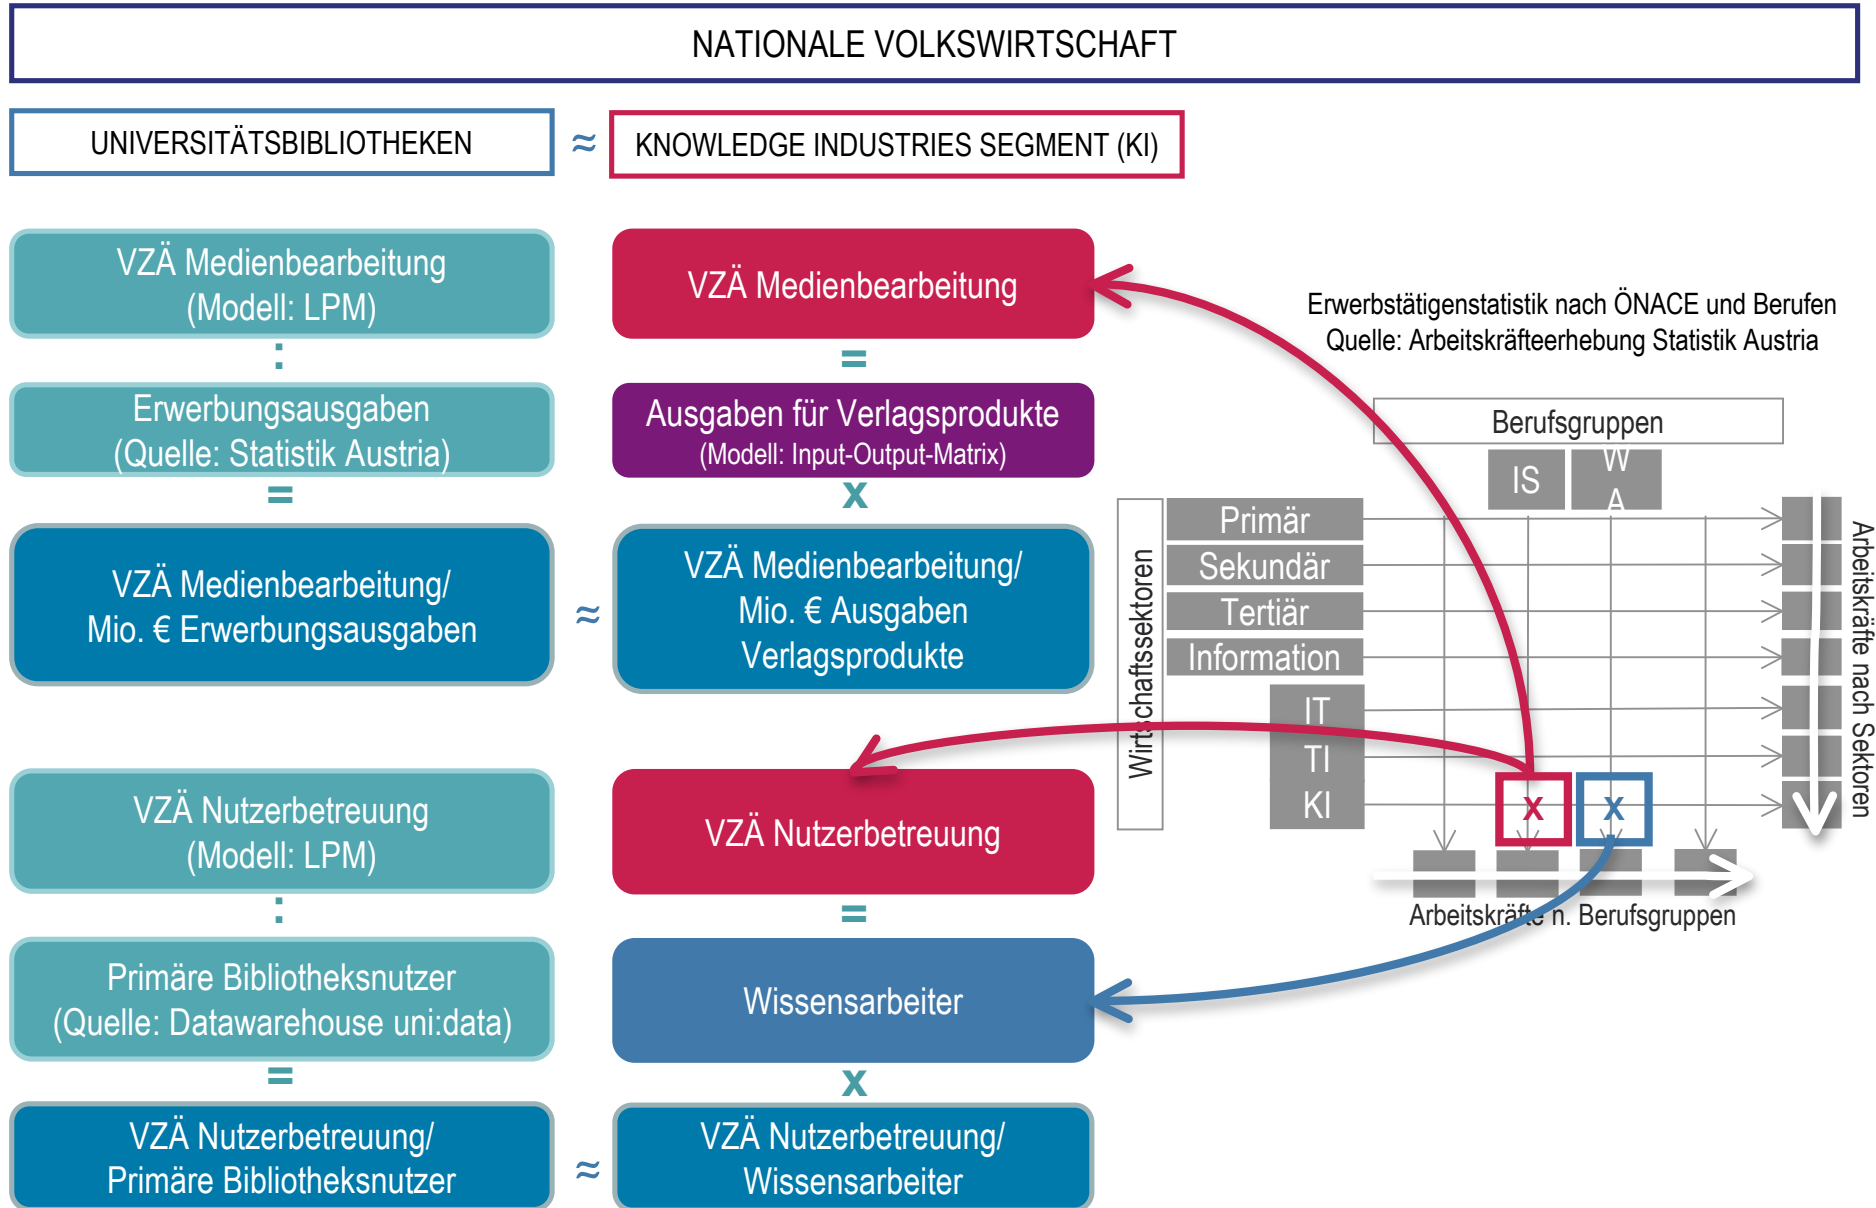 NATIONALE VOLKSWIRTSCHAFT
UNIVERSITÄTSBIBLIOTHEKEN
≈
KNOWLEDGE INDUSTRIES SEGMENT (KI)
VZÄ Medienbearbeitung
(Modell: LPM)
:
Erwerbungsausgaben
(Quelle: Statistik Austria)
=
VZÄ Medienbearbeitung/
Mio. € Erwerbungsausgaben
≈
VZÄ Medienbearbeitung
=
Ausgaben für Verlagsprodukte
(Modell: Input-Output-Matrix)
x
VZÄ Medienbearbeitung/
Mio. € Ausgaben
Verlagsprodukte
VZÄ Nutzerbetreuung
(Modell: LPM)
:
Primäre Bibliotheksnutzer
(Quelle: Datawarehouse uni:data)
=
VZÄ Nutzerbetreuung/
Primäre Bibliotheksnutzer
≈
VZÄ Nutzerbetreuung
=
Wissensarbeiter
x
VZÄ Nutzerbetreuung/
Wissensarbeiter
Erwerbstätigenstatistik nach ÖNACE und Berufen
Quelle: Arbeitskräfteerhebung Statistik Austria
Berufsgruppen
IS
W
A
Wirtschaftssektoren
Primär
Sekundär
Tertiär
Information
IT
TI
KI
x
x
Arbeitskräfte nach Sektoren
Arbeitskräfte n. Berufsgruppen